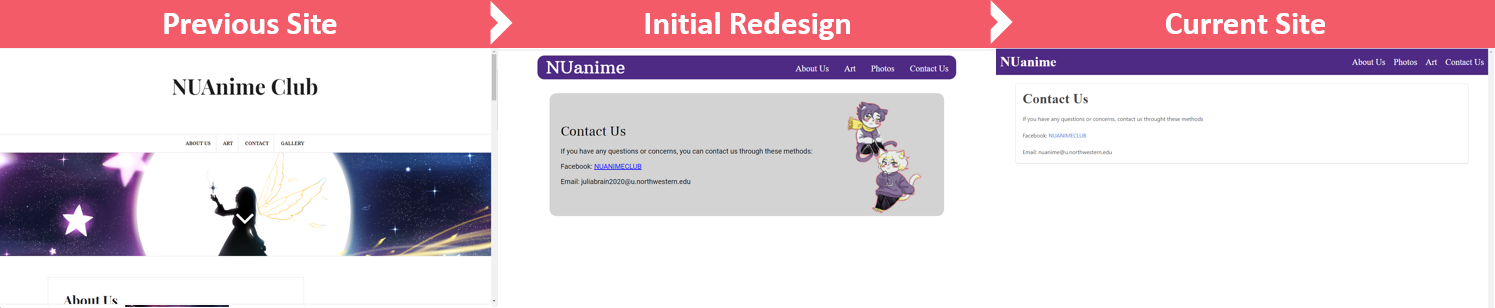 Previous Site
Initial Redesign
Current Site
NUAnime Club
ABOUT US
ART
CONTACT
GALLERY
About Us
NUanime
About Us
Art
Photos
Contact Us
Contact Us
If you have any questions or concerns, you can contact us through these methods:
Facebook: NUANIMECLUB
Email: juliabrain2020@u.northwestern.edu
NUanime
About Us
Photos
Art
Contact Us
Contact Us
If you have any questions or concerns, contact us throught these methods
Facebook: NUANIMECLUB
Email: nuanime@u.northwestern.edu